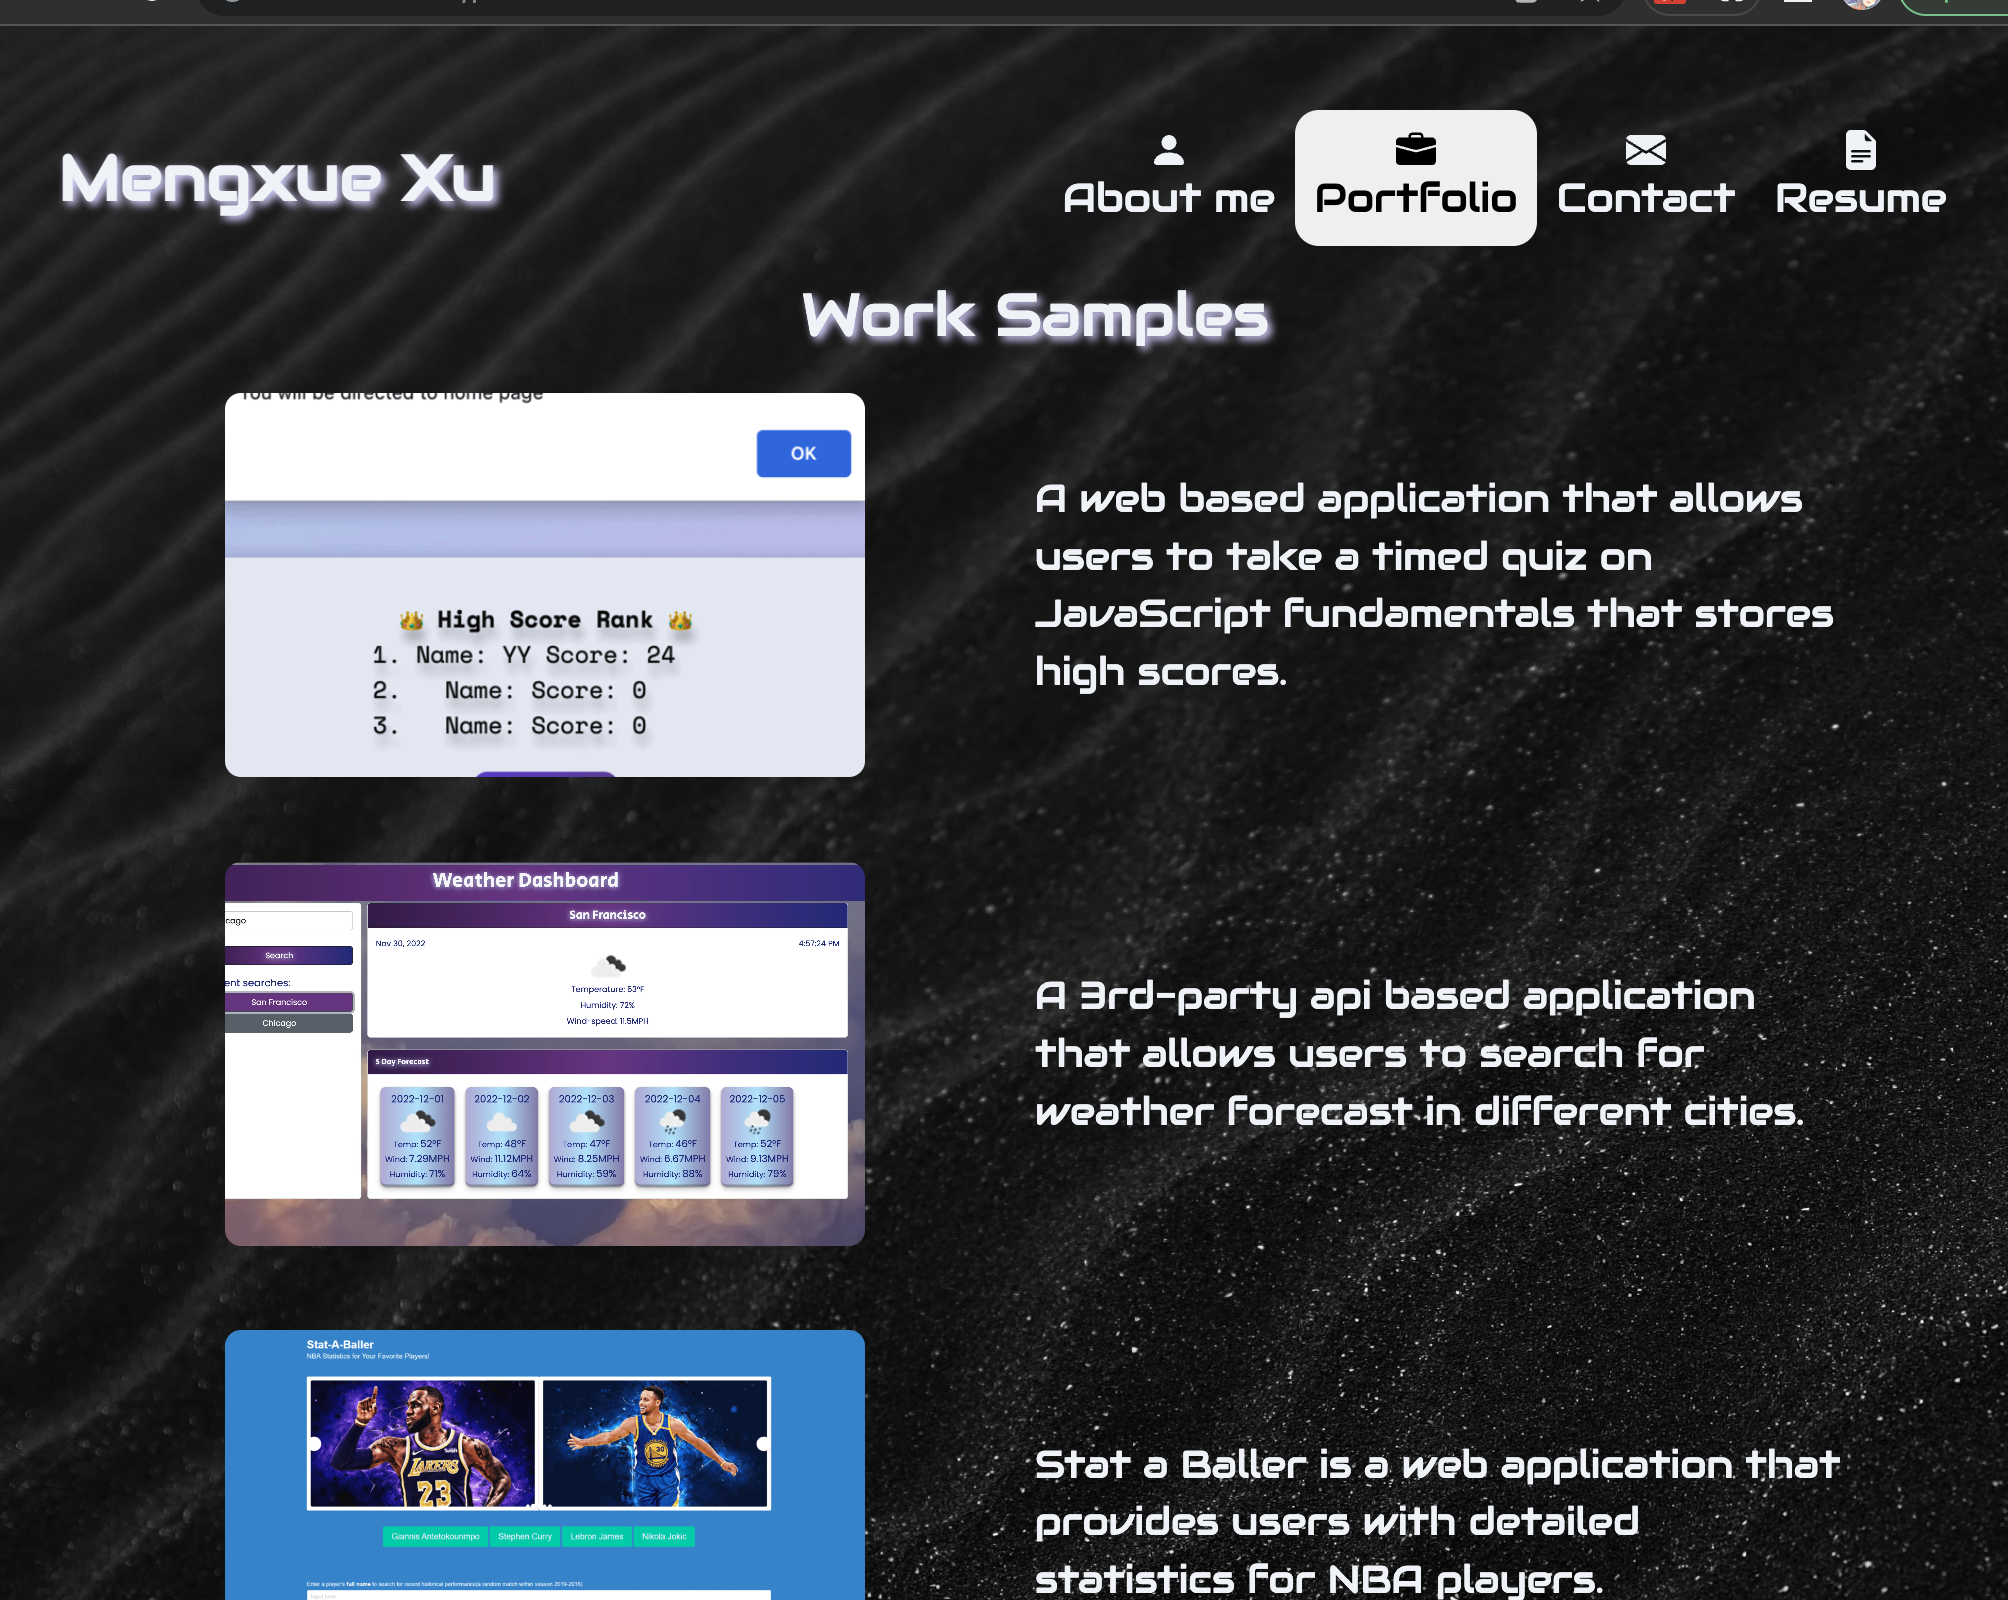 Mengxue Xu
About me
Portfolio
Contact
Resume
Work Samples
You will be directed to home page
OK
👑 High Score Rank 👑
1. Name: YY Score: 24
2. Name: Score: 0
3. Name: Score: 0
A web based application that allows
users to take a timed quiz on
JavaScript fundamentals that stores
high scores.
Weather Dashboard
cago
Search
ent searches:
San Francisco
Chicago
San Francisco
Nov 30, 2022
4:57:24 PM
Temperature: 53°F
Humidity: 72%
Wind-speed: 11.5MPH
5 Day Forecast
2022-12-01
Temp: 52°F
Wind: 7.29MPH
Humidity: 71%
2022-12-02
Temp: 48°F
Wind: 11.12MPH
Humidity: 64%
2022-12-03
Temp: 47°F
Wind: 8.25MPH
Humidity: 59%
2022-12-04
Temp: 46°F
Wind: 6.67MPH
Humidity: 88%
2022-12-05
Temp: 52°F
Wind: 9.13MPH
Humidity: 79%
A 3rd-party api based application
that allows users to search for
weather forecast in different cities.
Stat-A-Baller
NBA Statistics for Your Favorite Players!
LAKERS
23
30
Giannis Antetokounmpo
Stephen Curry
Lebron James
Nikola Jokic
Enter a player's full name to search for recent historical performance(a random match within season 2019-2015)
Stat a Baller is a web application that
provides users with detailed
statistics for NBA players.